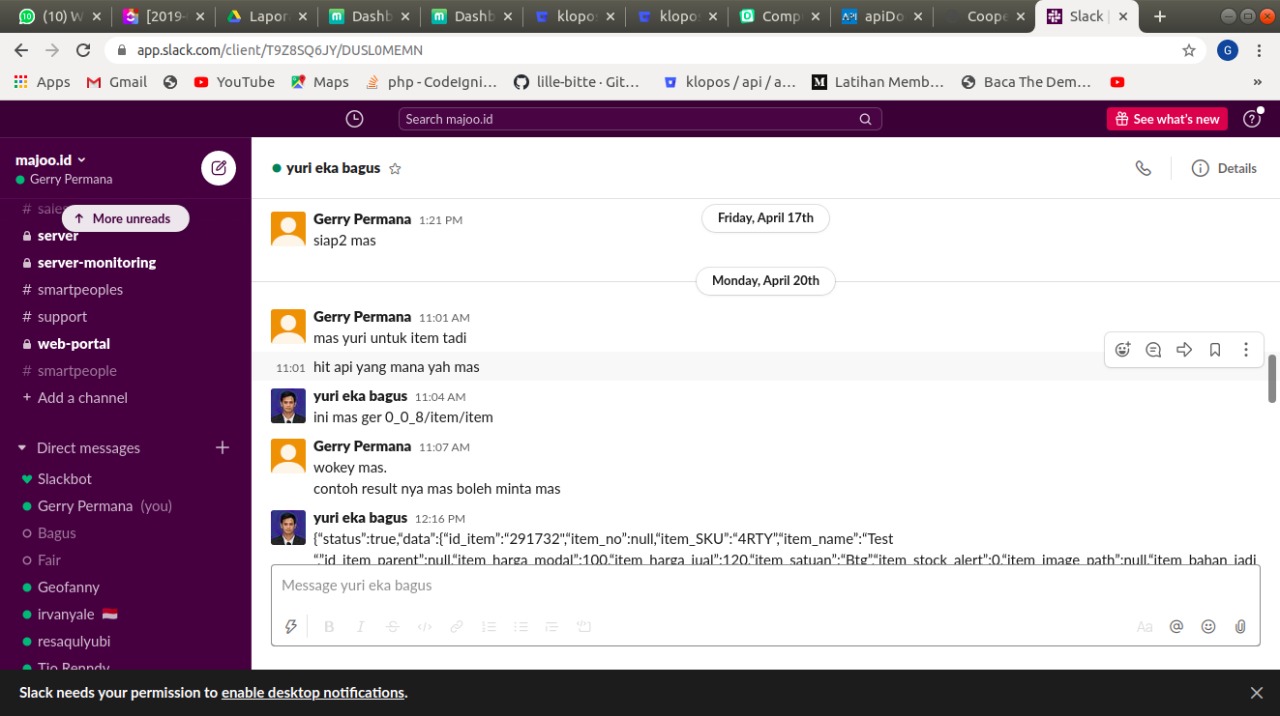 (10) W
[2019-
Lapor
Dashb
Dashb
klopos
klopos
Comp
apiDo
Coope
Slack |
app.slack.com/client/T9Z8SQ6JY/DUSL0MEMN
G
Apps
Gmail
YouTube
Maps
php - CodeIgni…
lille-bitte · Git…
klopos / api / a…
Latihan Memb…
Baca The Dem…
»
Search majoo.id
See what's new
majoo.id
Gerry Permana
More unreads
server
server-monitoring
# smartpeoples
# support
web-portal
# smartpeople
+ Add a channel
Direct messages
Slackbot
Gerry Permana (you)
Bagus
Fair
Geofanny
irvanyale
resaqulyubi
Tio Renndy
yuri eka bagus
Details
Friday, April 17th
Gerry Permana 1:21 PM
siap2 mas
Monday, April 20th
Gerry Permana 11:01 AM
mas yuri untuk item tadi
11:01 hit api yang mana yah mas
yuri eka bagus 11:04 AM
ini mas ger 0_0_8/item/item
Gerry Permana 11:07 AM
wokey mas.
contoh result nya mas boleh minta mas
yuri eka bagus 12:16 PM
{“status”:true,“data”:[“id_item”:“291732”,“item_no”:null,“item_SKU”:“4RTY”,“item_name”:“Test
“,”id_item_parent”:null,“item_harga_modal”:100,“item_harga_jual”:120,“item_satuan”:“Btg”,“item_stock_alert”:0,“item_image_path”:null,“item_bahan_jadi
Message yuri eka bagus
B I S </> Aa @
Slack needs your permission to enable desktop notifications.